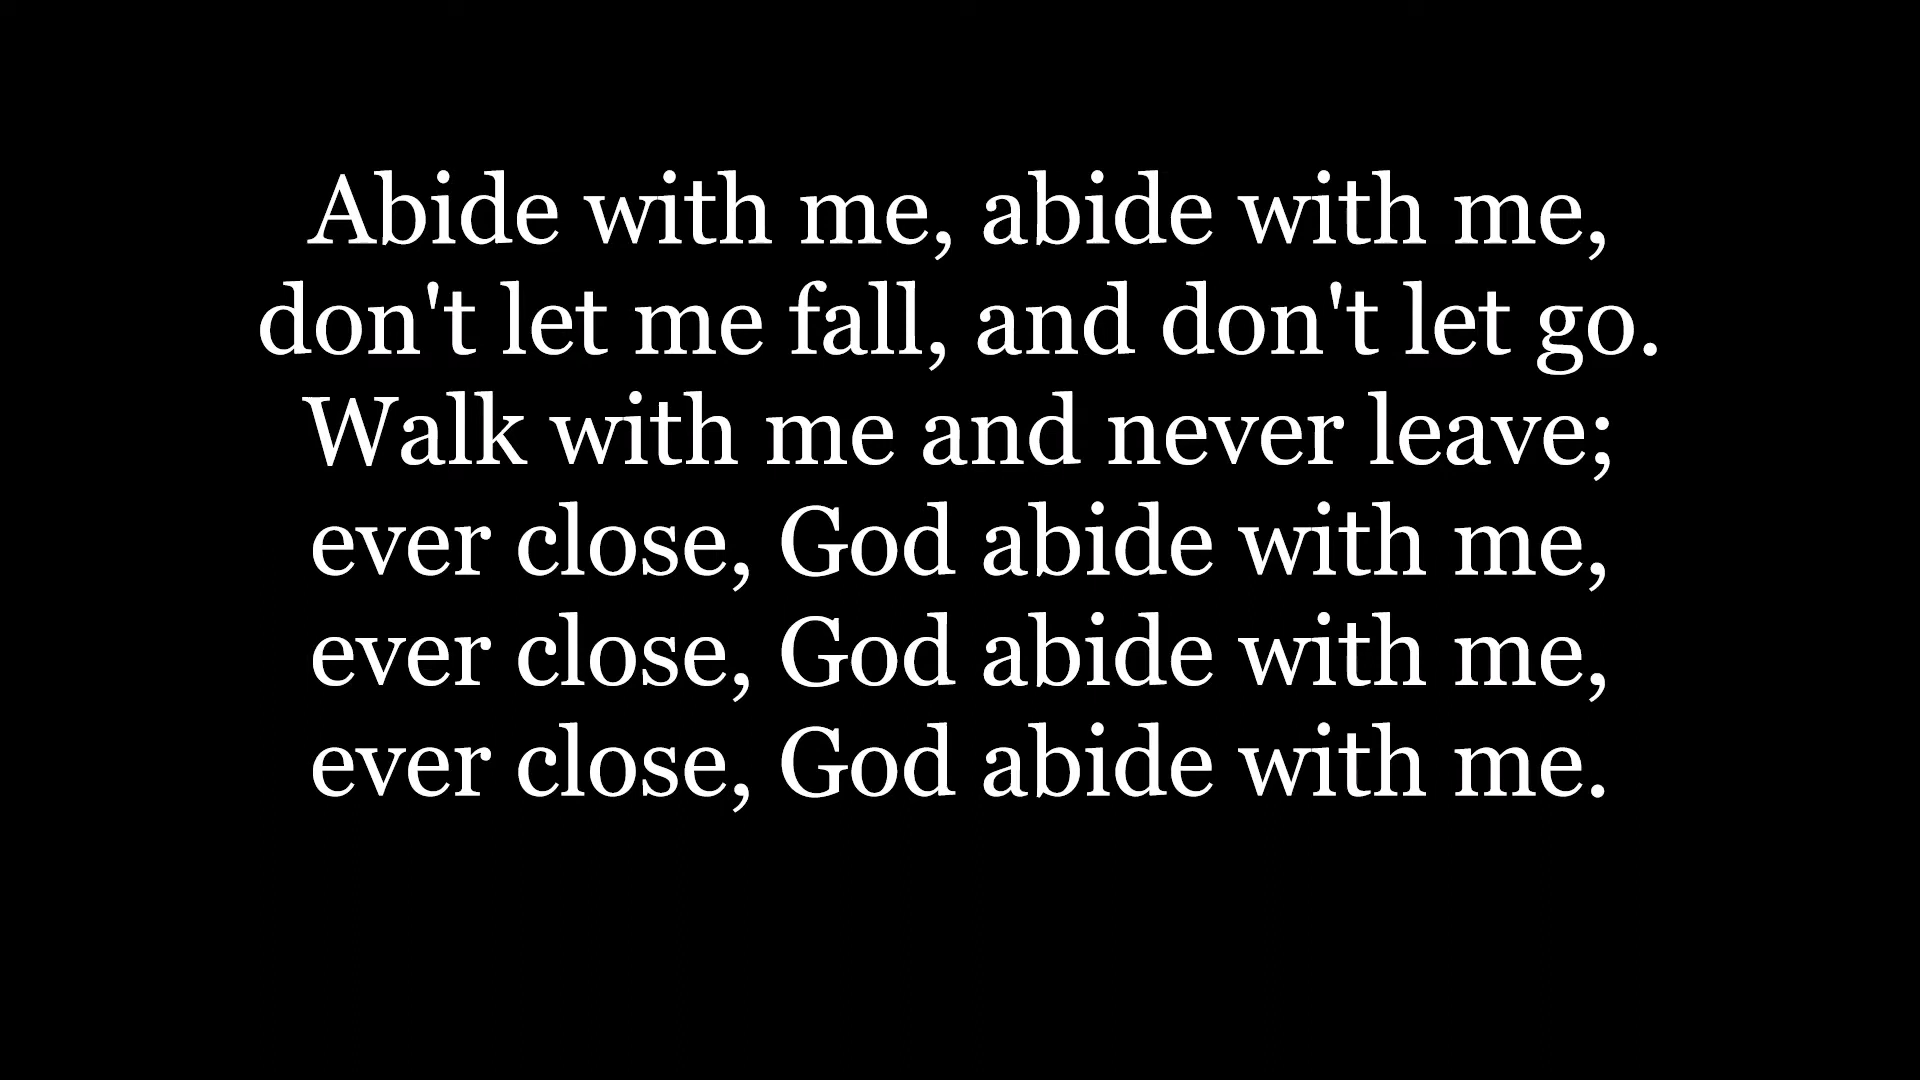 Abide with me, abide with me,
don't let me fall, and don't let go.
Walk with me and never leave;
ever close, God abide with me,
ever close, God abide with me,
ever close, God abide with me.